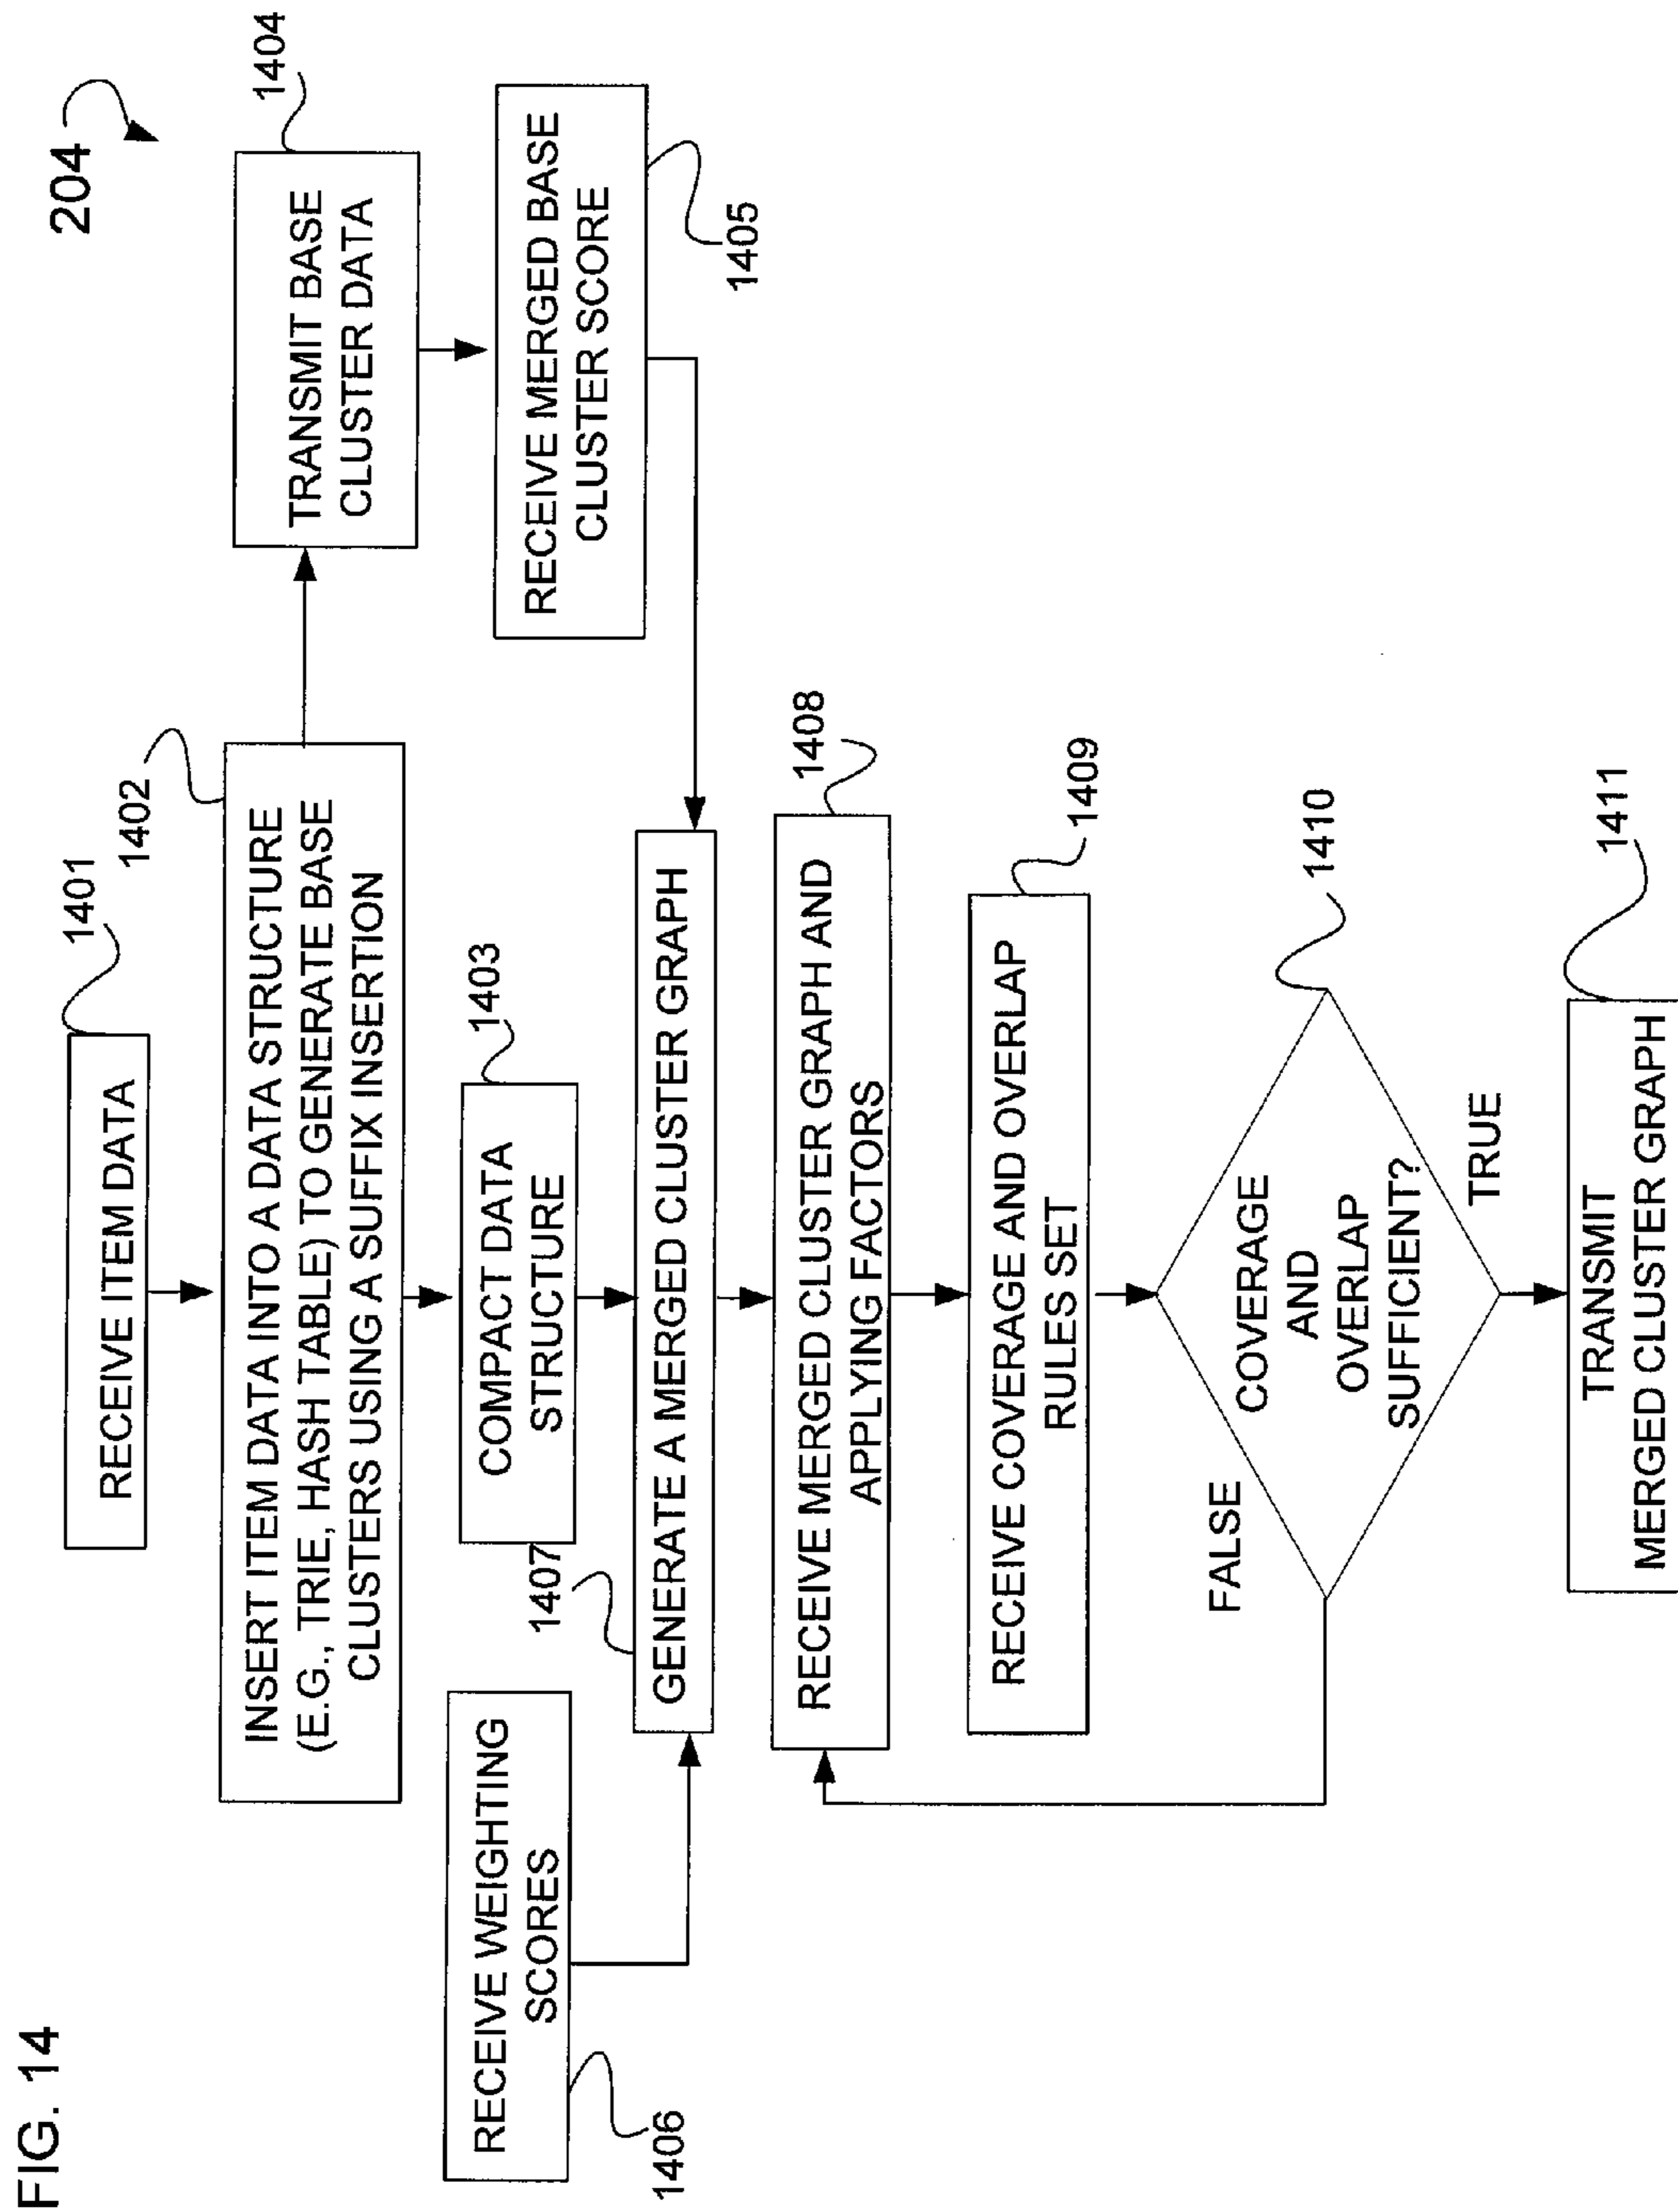 FIG. 14
204
1401
RECEIVE ITEM DATA
1402
INSERT ITEM DATA INTO A DATA STRUCTURE
(E.G., TRIE, HASH TABLE) TO GENERATE BASE
CLUSTERS USING A SUFFIX INSERTION
1404
TRANSMIT BASE
CLUSTER DATA
1406
RECEIVE WEIGHTING
SCORES
1403
COMPACT DATA
STRUCTURE
RECEIVE MERGED BASE
CLUSTER SCORE
1405
1407
GENERATE A MERGED CLUSTER GRAPH
1408
RECEIVE MERGED CLUSTER GRAPH AND
APPLYING FACTORS
1409
RECEIVE COVERAGE AND OVERLAP
RULES SET
1410
FALSE
COVERAGE
AND
OVERLAP
SUFFICIENT?
TRUE
1411
TRANSMIT
MERGED CLUSTER GRAPH